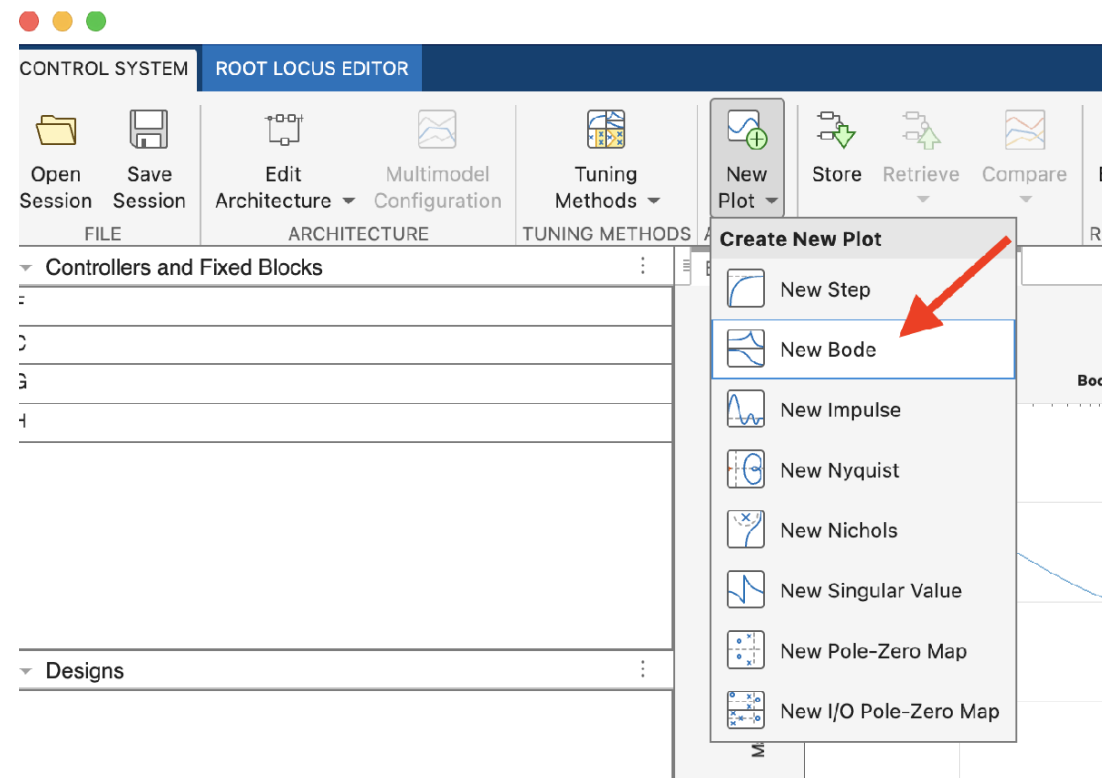 CONTROL SYSTEM
ROOT LOCUS EDITOR
Open
Session
Save
Session
Edit
Architecture
Multimodel
Configuration
Tuning
Methods
New
Plot
Store
Retrieve
Compare
FILE
ARCHITECTURE
TUNING METHODS
Controllers and Fixed Blocks
G
H
Designs
Create New Plot
New Step
New Bode
New Impulse
New Nyquist
New Nichols
New Singular Value
New Pole-Zero Map
New I/O Pole-Zero Map